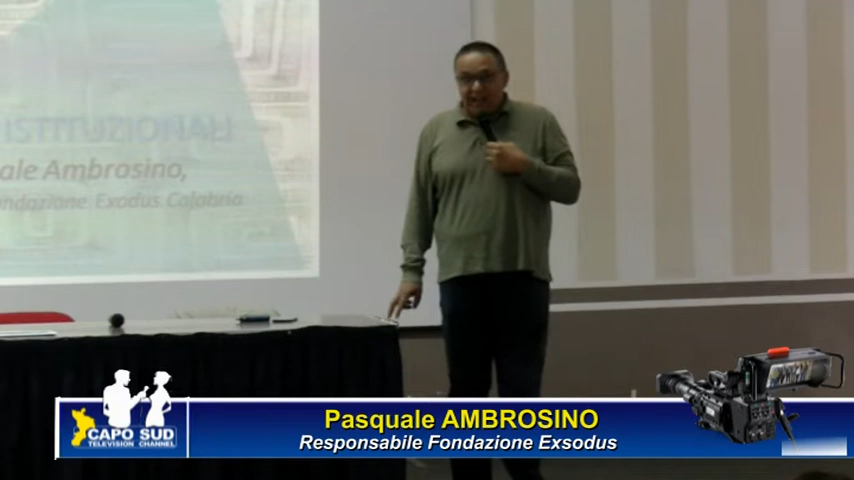 ISTITUZIONALI
ale Ambrosino,
ndazione Exodus Calabria
CAPO SUD
TELEVISION CHANNEL
Pasquale AMBROSINO
Responsabile Fondazione Exsodus